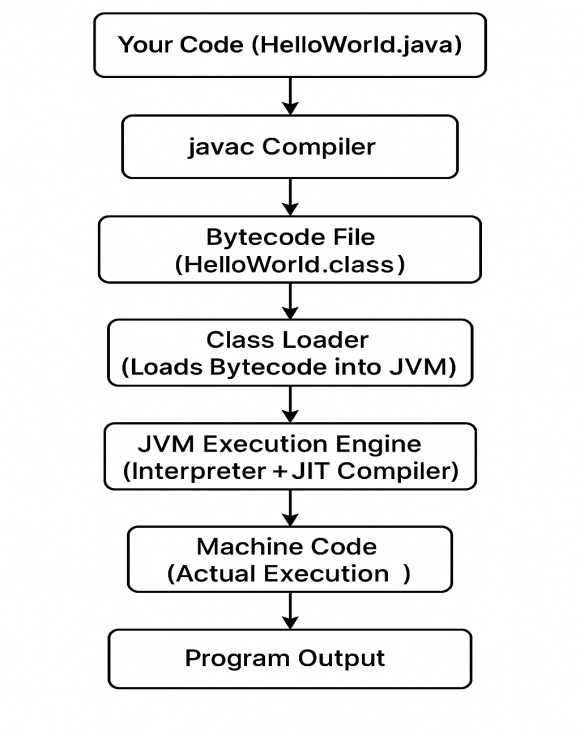 Your Code (HelloWorld.java)
javac Compiler
Bytecode File
(HelloWorld.class)
Class Loader
(Loads Bytecode into JVM)
JVM Execution Engine
(Interpreter + JIT Compiler)
Machine Code
(Actual Execution )
Program Output